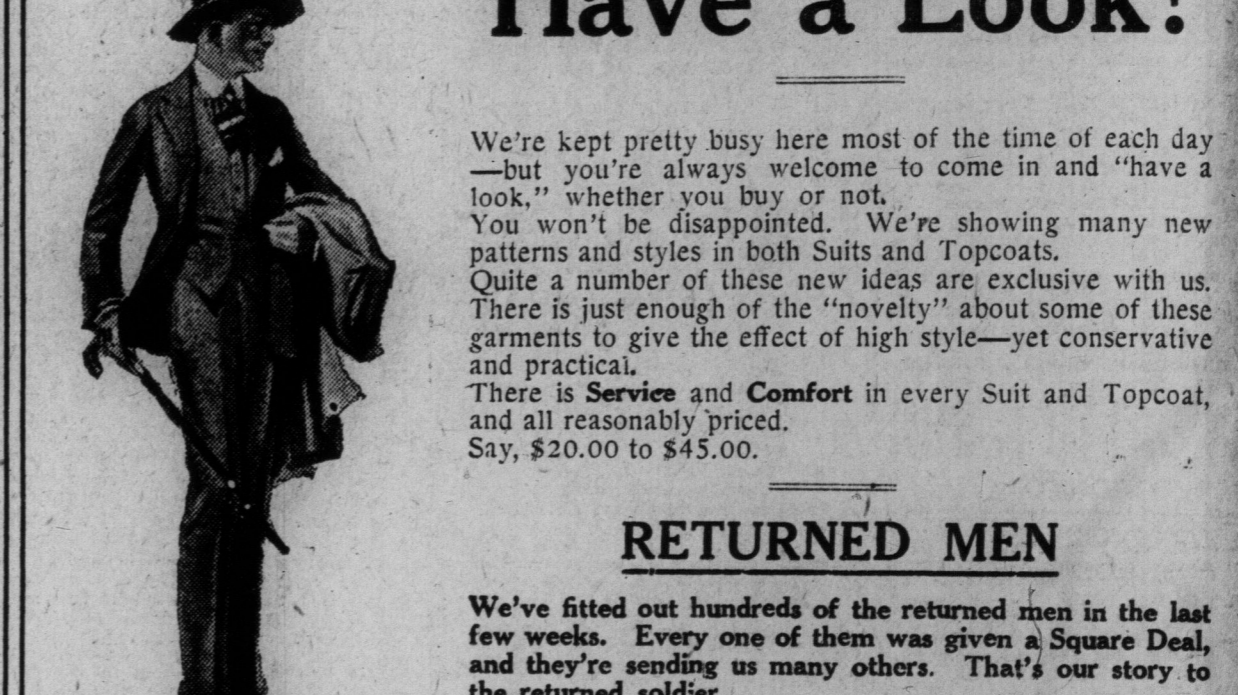 Have a Look!
We're kept pretty busy here most of the time of each day
—but you're always welcome to come in and "have a
look," whether you buy or not.
You won't be disappointed. We're showing many new
patterns and styles in both Suits and Topcoats.
Quite a number of these new ideas are exclusive with us.
There is just enough of the "novelty" about some of these
garments to give the effect of high style—yet conservative
and practical.
There is Service and Comfort in every Suit and Topcoat,
and all reasonably priced.
Say, $20.00 to $45.00.
RETURNED MEN
We've fitted out hundreds of the returned men in the last
few weeks. Every one of them was given a Square Deal,
and they're sending us many others. That's our story to
the returned soldier